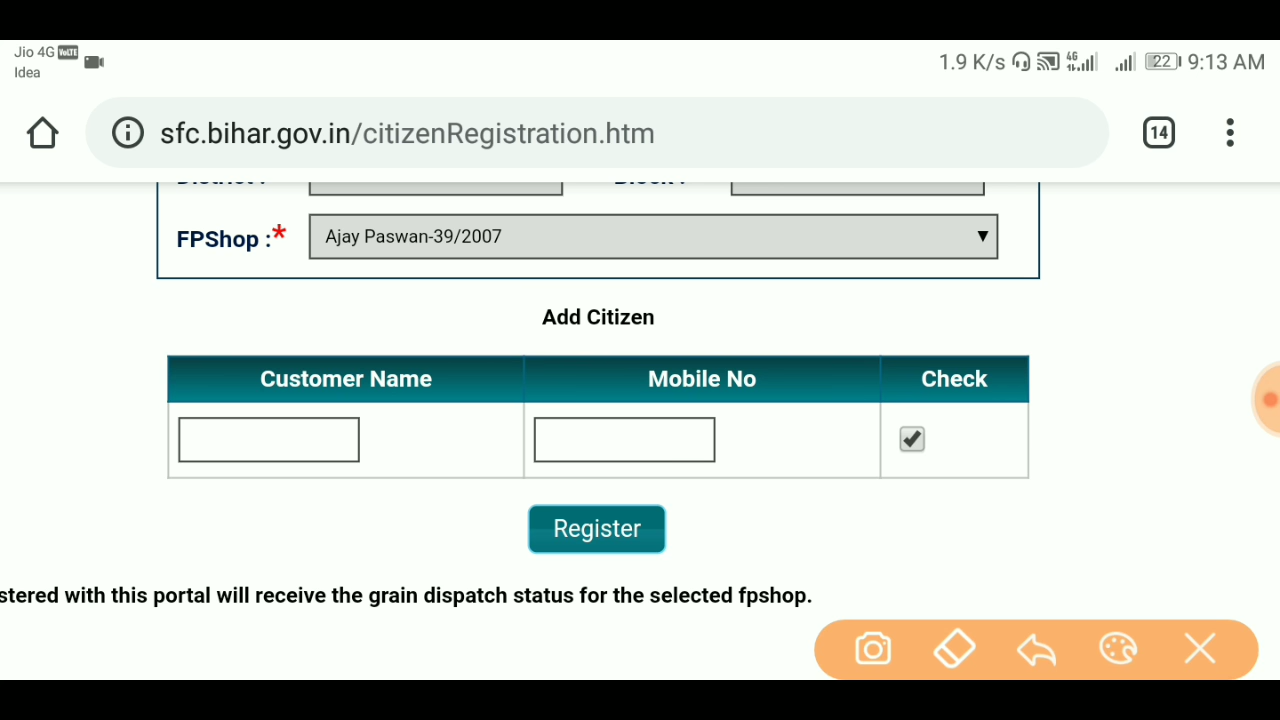 Jio 4G VoLTE
Idea
1.9 K/s 4G 22 9:13 AM
sfc.bihar.gov.in/citizenRegistration.htm
14
FPShop :* Ajay Paswan-39/2007
Add Citizen
Customer Name Mobile No Check
Register
stered with this portal will receive the grain dispatch status for the selected fpshop.